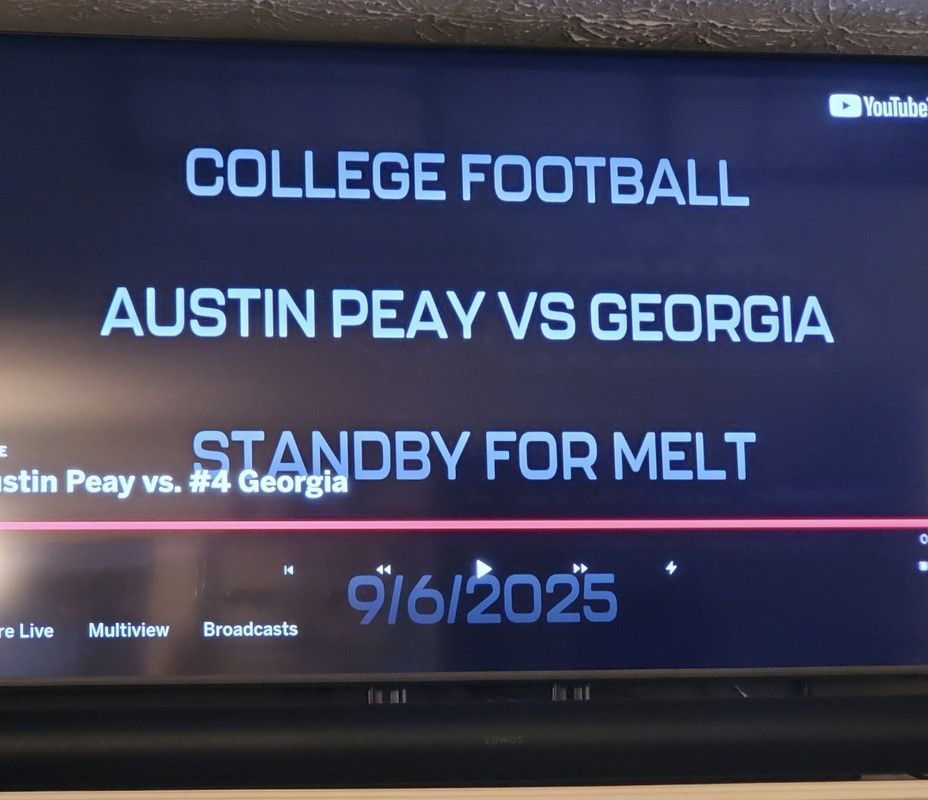 YouTube
COLLEGE FOOTBALL
AUSTIN PEAY VS GEORGIA
STANDBY FOR MELT
stin Peay vs. #4 Georgia
9/6/2025
re Live Multiview Broadcasts
SONOS